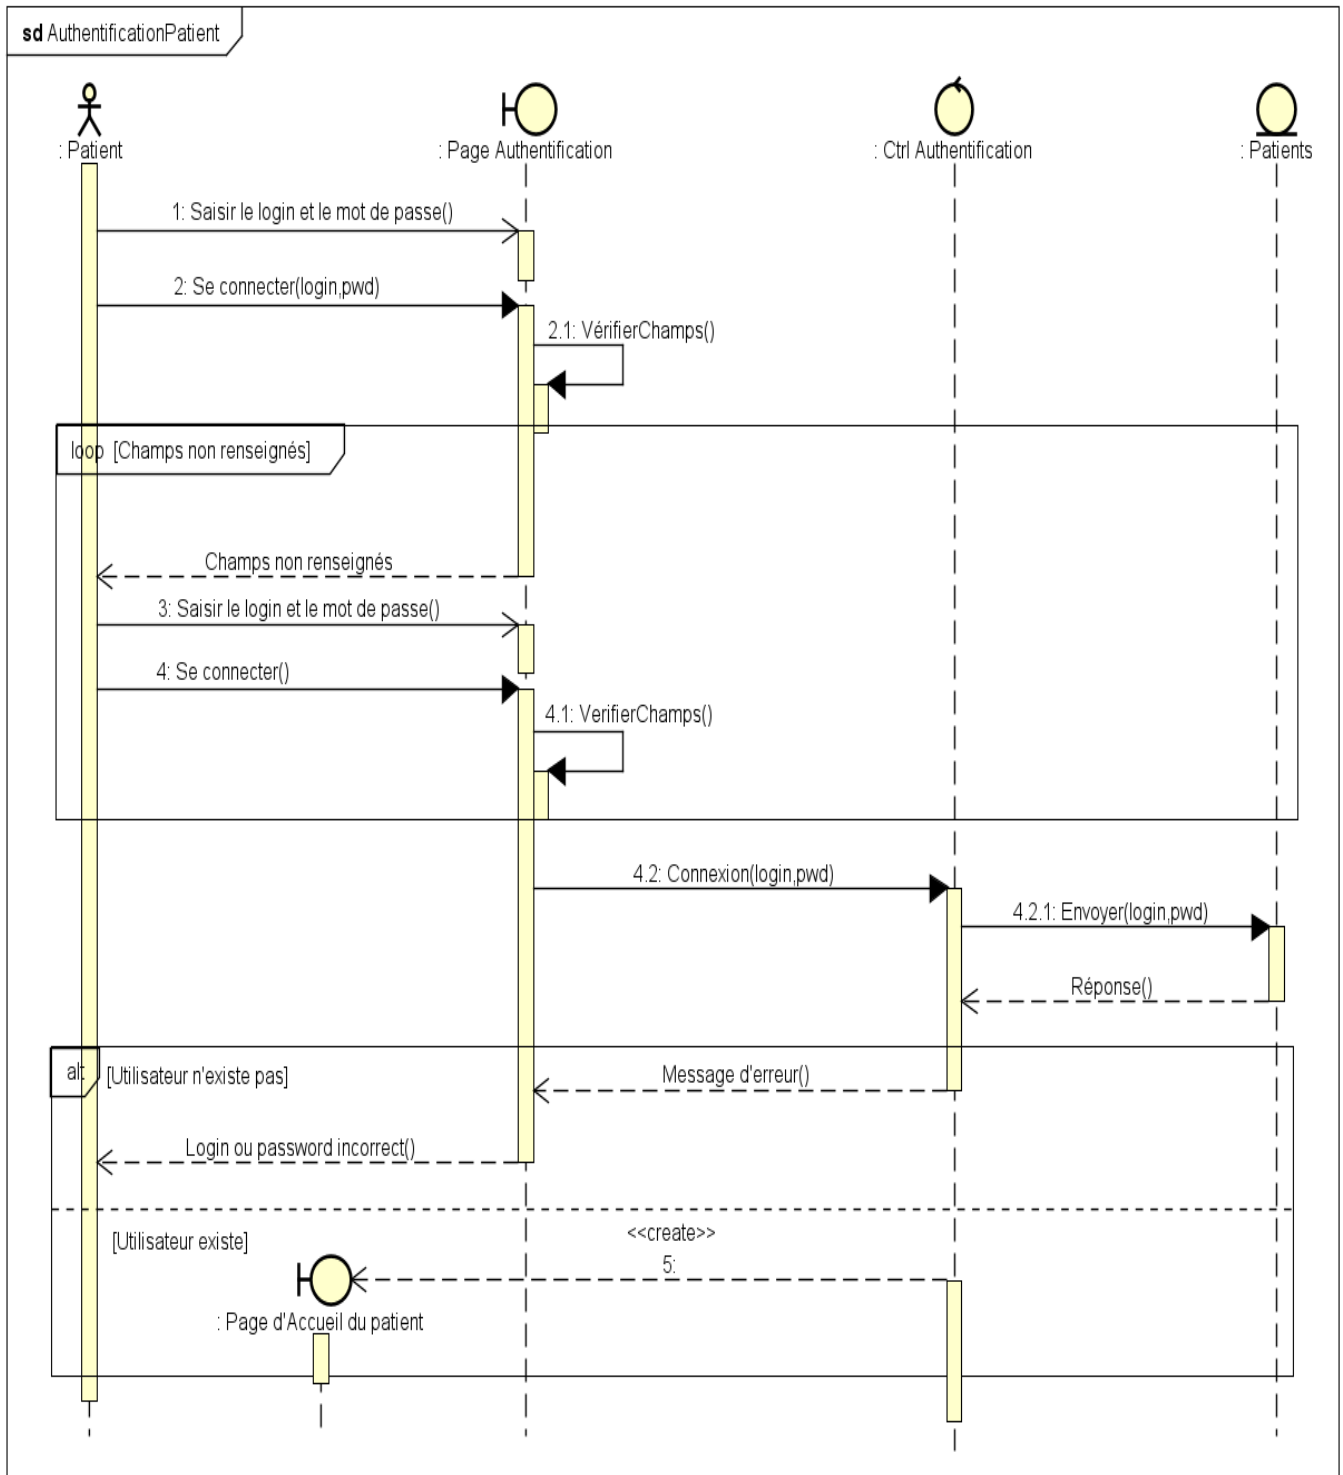 sd AuthentificationPatient
: Patient
: Page Authentification
: Ctrl Authentification
: Patients
1: Saisir le login et le mot de passe()
2: Se connecter(login,pwd)
2.1: VérifierChamps()
loop [Champs non renseignés]
Champs non renseignés
3: Saisir le login et le mot de passe()
4: Se connecter()
4.1: VerifierChamps()
4.2: Connexion(login,pwd)
4.2.1: Envoyer(login,pwd)
Réponse()
alt [Utilisateur n'existe pas]
Message d'erreur()
Login ou password incorrect()
[Utilisateur existe]
<<create>>
5:
: Page d'Accueil du patient